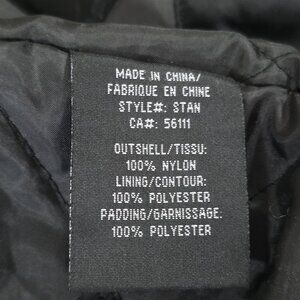 MADE IN CHINA/
FABRIQUE EN CHINE
STYLE#: STAN
CA#: 56111
OUTSHELL/TISSU:
100% NYLON
LINING/CONTOUR:
100% POLYESTER
PADDING/GARNISSAGE:
100% POLYESTER